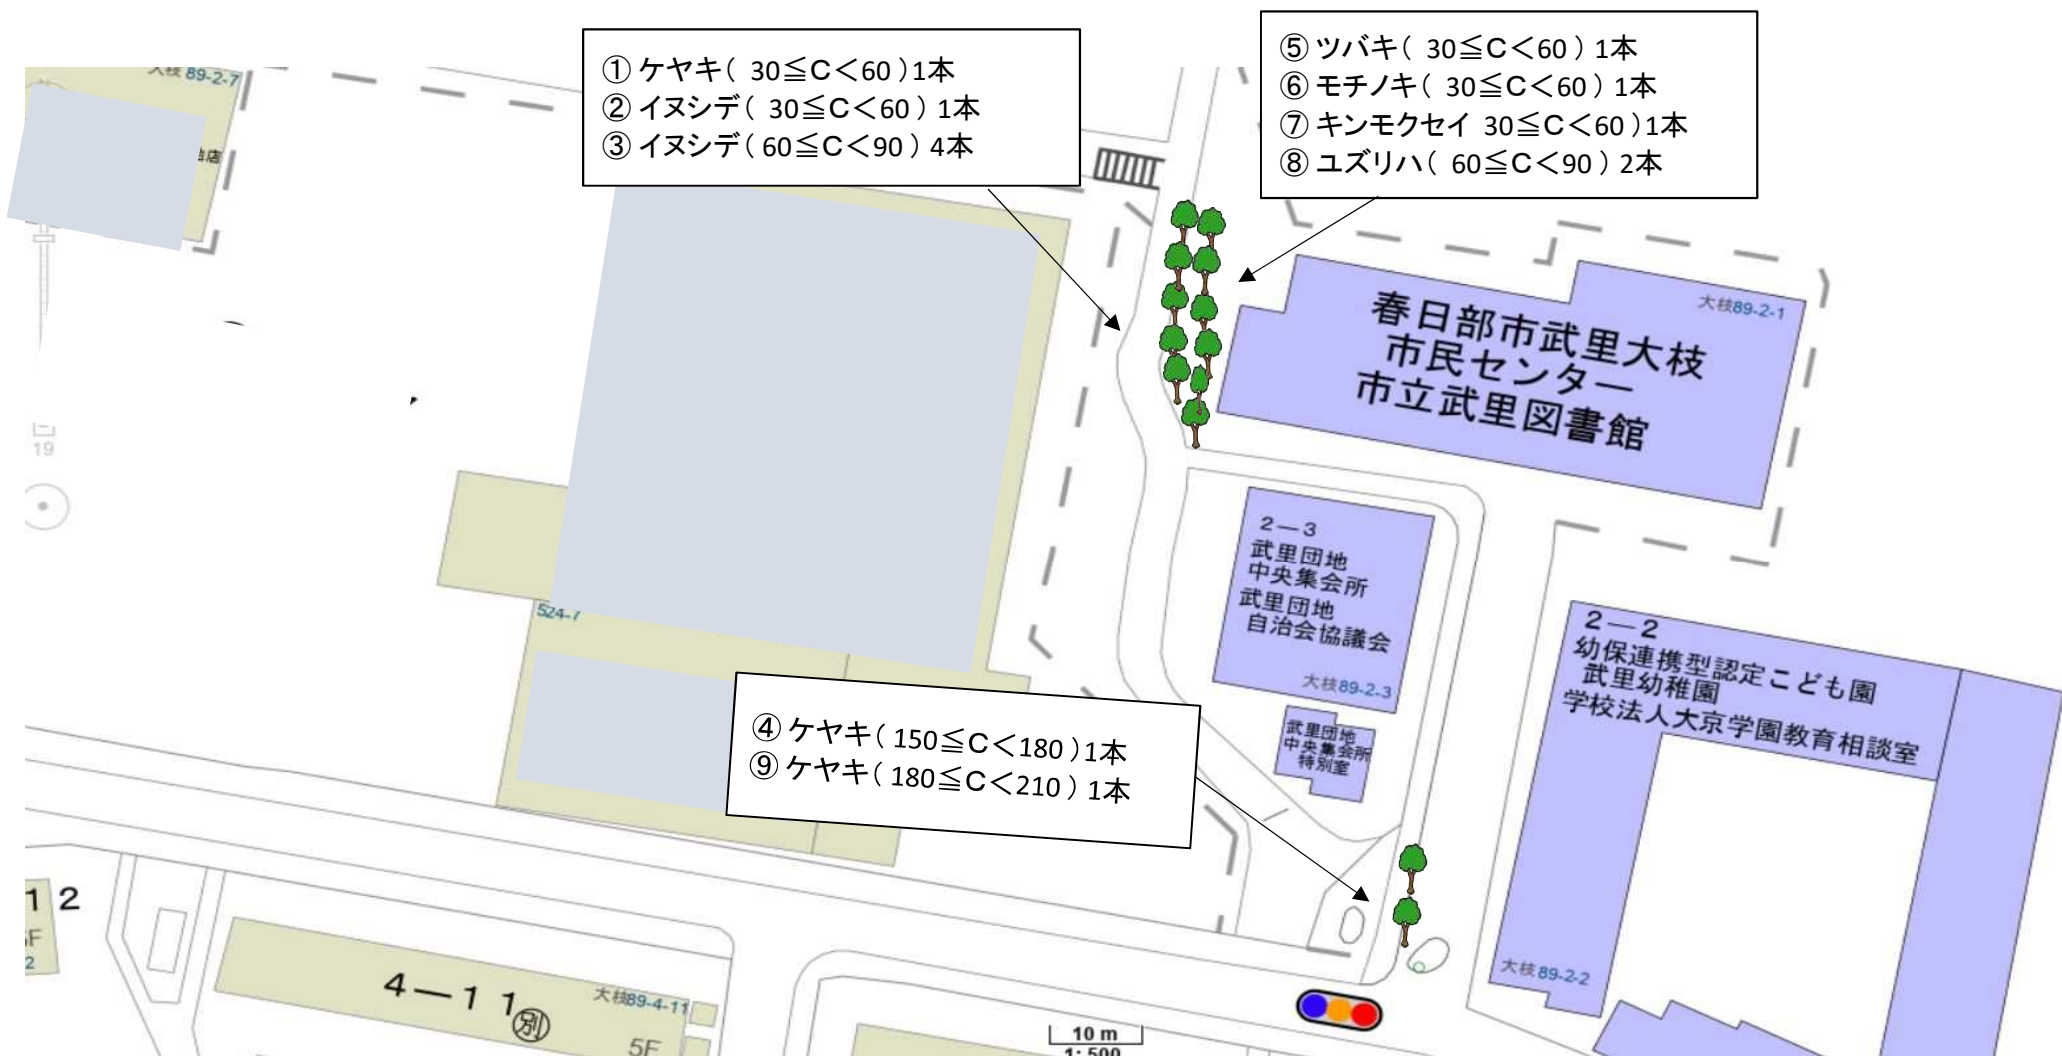 ① ケヤキ( 30≦C<60 )1本
② イヌシデ( 30≦C<60 ) 1本
③ イヌシデ( 60≦C<90 ) 4本
⑤ ツバキ( 30≦C<60 ) 1本
⑥ モチノキ( 30≦C<60 ) 1本
⑦ キンモクセイ 30≦C<60 )1本
⑧ ユズリハ( 60≦C<90 ) 2本
大枝 89-2-7
店
大枝89-2-1
春日部市武里大枝
市民センター
市立武里図書館
19
2—3
武里団地
中央集会所
武里団地
自治会協議会
大枝89-2-3
524-7
2—2
幼保連携型認定こども園
武里幼稚園
学校法人大京学園教育相談室
武里団地
中央集会所
特別室
④ ケヤキ( 150≦C<180 )1本
⑨ ケヤキ( 180≦C<210 ) 1本
12
F
2
4—11
別
大枝89-4-11
5F
大枝89-2-2
10 m
1: 500